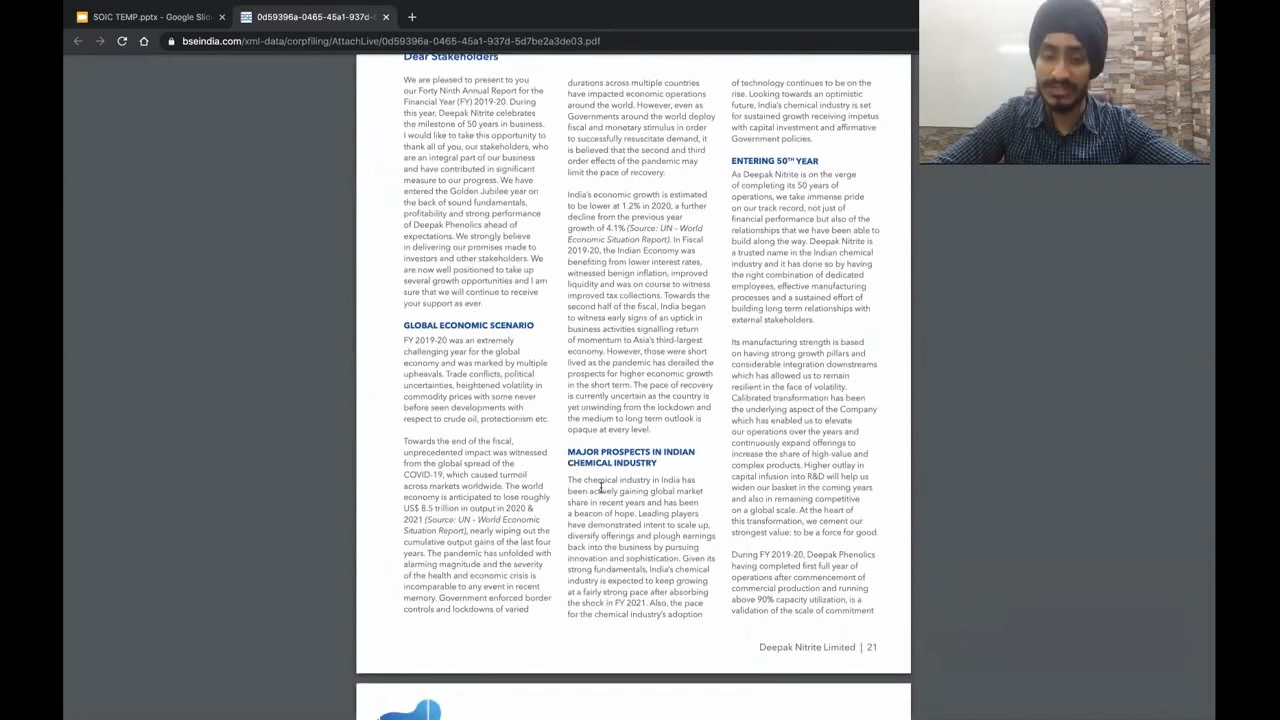 SOIC TEMP.pptx - Google Slid
0d59396a-0465-45a1-937d-
bseindia.com/xml-data/corpfiling/AttachLive/0d59396a-0465-45a1-937d-5d7be2a3de03.pdf
Dear Stakeholders
We are pleased to present to you
our Forty Ninth Annual Report for the
Financial Year (FY) 2019-20. During
this year, Deepak Nitrite celebrates
the milestone of 50 years in business.
I would like to take this opportunity to
thank all of you, our stakeholders, who
are an integral part of our business
and have contributed in significant
measure to our progress. We have
entered the Golden Jubilee year on
the back of sound fundamentals,
profitability and strong performance
of Deepak Phenolics ahead of
expectations. We strongly believe
in delivering our promises made to
investors and other stakeholders. We
are now well positioned to take up
several growth opportunities and I am
sure that we will continue to receive
your support as ever.
GLOBAL ECONOMIC SCENARIO
FY 2019-20 was an extremely
challenging year for the global
economy and was marked by multiple
upheavals. Trade conflicts, political
uncertainties, heightened volatility in
commodity prices with some never
before seen developments with
respect to crude oil, protectionism etc.
Towards the end of the fiscal,
unprecedented impact was witnessed
from the global spread of the
COVID-19, which caused turmoil
across markets worldwide. The world
economy is anticipated to lose roughly
US$ 8.5 trillion in output in 2020 &
2021 (Source: UN - World Economic
Situation Report), nearly wiping out the
cumulative output gains of the last four
years. The pandemic has unfolded with
alarming magnitude and the severity
of the health and economic crisis is
incomparable to any event in recent
memory. Government enforced border
controls and lockdowns of varied
durations across multiple countries
have impacted economic operations
around the world. However, even as
Governments around the world deploy
fiscal and monetary stimulus in order
to successfully resuscitate demand, it
is believed that the second and third
order effects of the pandemic may
limit the pace of recovery.
India's economic growth is estimated
to be lower at 1.2% in 2020, a further
decline from the previous year
growth of 4.1% (Source: UN - World
Economic Situation Report). In Fiscal
2019-20, the Indian Economy was
benefiting from lower interest rates,
witnessed benign inflation, improved
liquidity and was on course to witness
improved tax collections. Towards the
second half of the fiscal, India began
to witness early signs of an uptick in
business activities signalling return
of momentum to Asia's third-largest
economy. However, those were short
lived as the pandemic has derailed the
prospects for higher economic growth
in the short term. The pace of recovery
is currently uncertain as the country is
yet unwinding from the lockdown and
the medium to long term outlook is
opaque at every level.
MAJOR PROSPECTS IN INDIAN
CHEMICAL INDUSTRY
The chemical industry in India has
been actively gaining global market
share in recent years and has been
a beacon of hope. Leading players
have demonstrated intent to scale up,
diversify offerings and plough earnings
back into the business by pursuing
innovation and sophistication. Given its
strong fundamentals, India's chemical
industry is expected to keep growing
at a fairly strong pace after absorbing
the shock in FY 2021. Also, the pace
for the chemical industry's adoption
of technology continues to be on the
rise. Looking towards an optimistic
future, India's chemical industry is set
for sustained growth receiving impetus
with capital investment and affirmative
Government policies.
ENTERING 50TH YEAR
As Deepak Nitrite is on the verge
of completing its 50 years of
operations, we take immense pride
on our track record, not just of
financial performance but also of the
relationships that we have been able to
build along the way. Deepak Nitrite is
a trusted name in the Indian chemical
industry and it has done so by having
the right combination of dedicated
employees, effective manufacturing
processes and a sustained effort of
building long term relationships with
external stakeholders.
Its manufacturing strength is based
on having strong growth pillars and
considerable integration downstreams
which has allowed us to remain
resilient in the face of volatility.
Calibrated transformation has been
the underlying aspect of the Company
which has enabled us to elevate
our operations over the years and
continuously expand offerings to
increase the share of high-value and
complex products. Higher outlay in
capital infusion into R&D will help us
widen our basket in the coming years
and also in remaining competitive
on a global scale. At the heart of
this transformation, we cement our
strongest value: to be a force for good.
During FY 2019-20, Deepak Phenolics
having completed first full year of
operations after commencement of
commercial production and running
above 90% capacity utilization, is a
validation of the scale of commitment
Deepak Nitrite Limited | 21